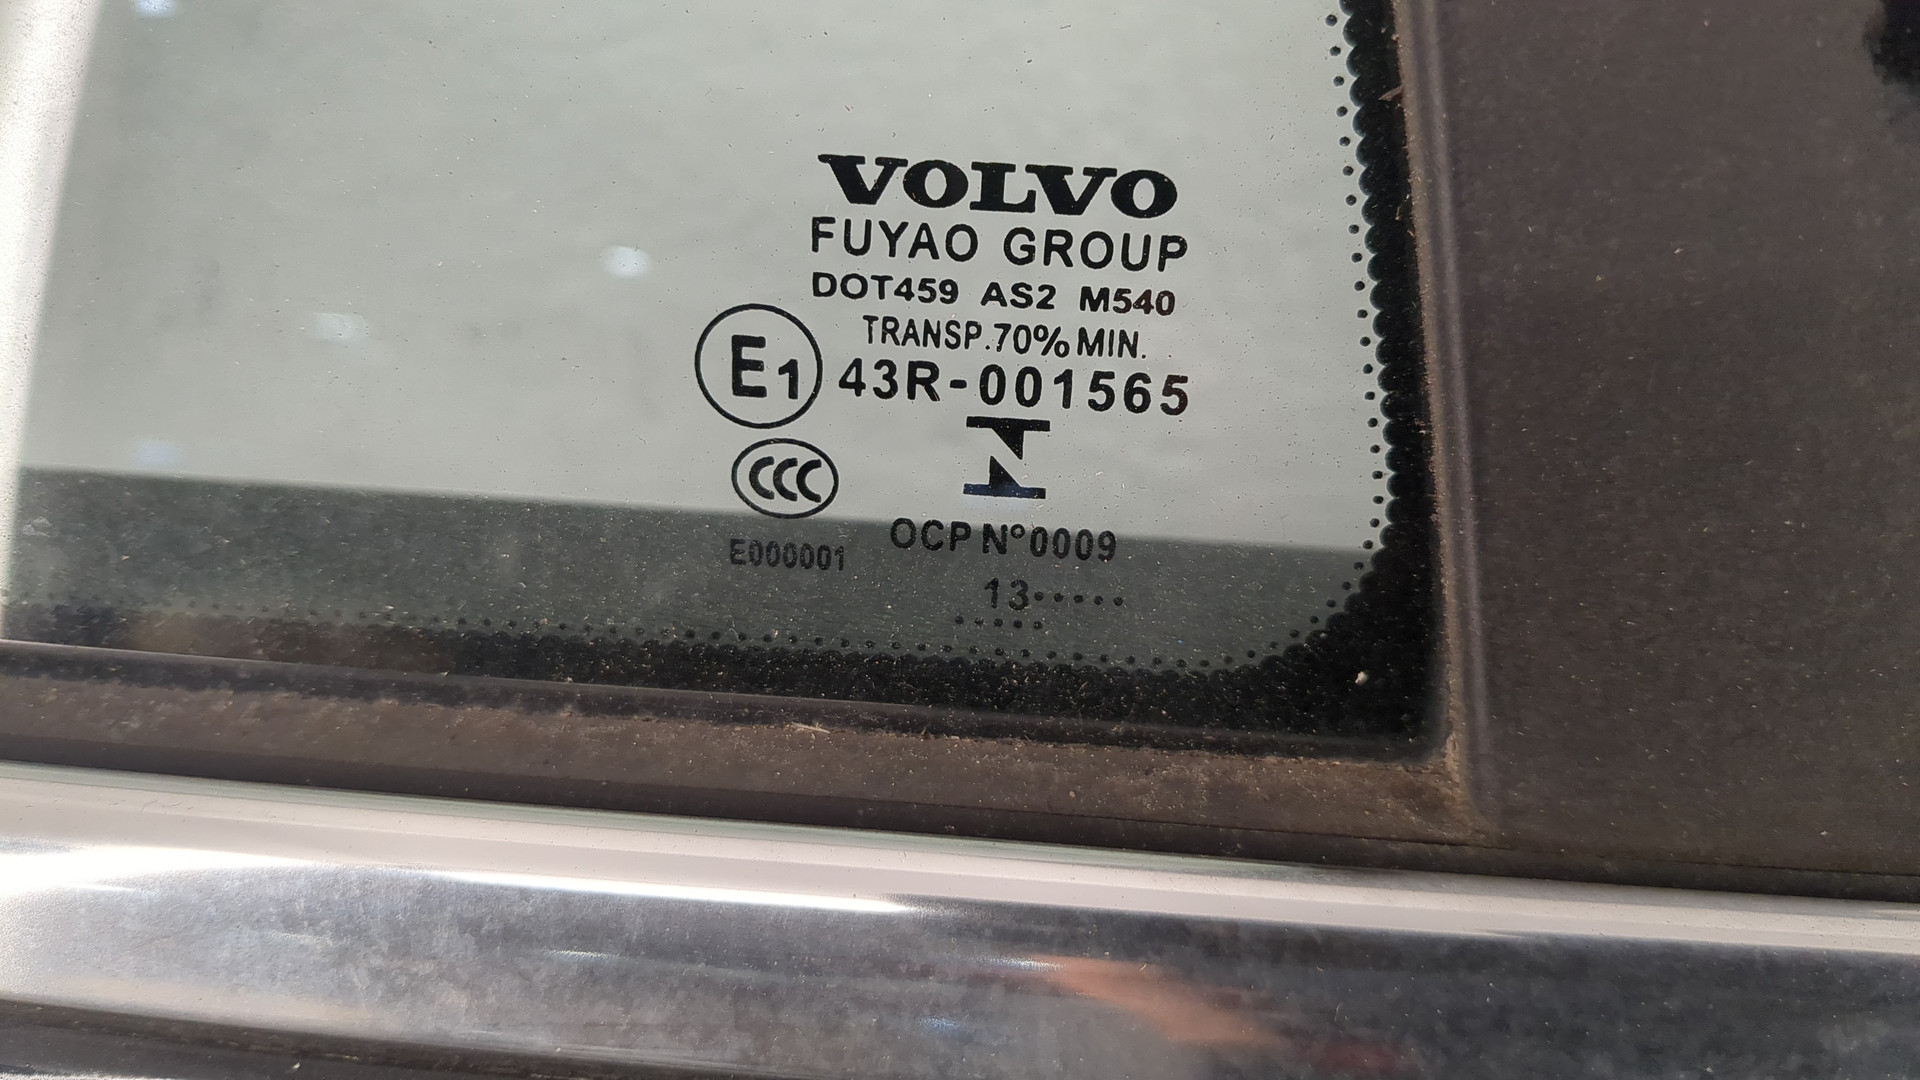 VOLVO
FUYAO GROUP
DOT459 AS2 M540
TRANSP.70% MIN.
E1 43R-001565
CCC
E000001
OCP N°0009
13·····
·····